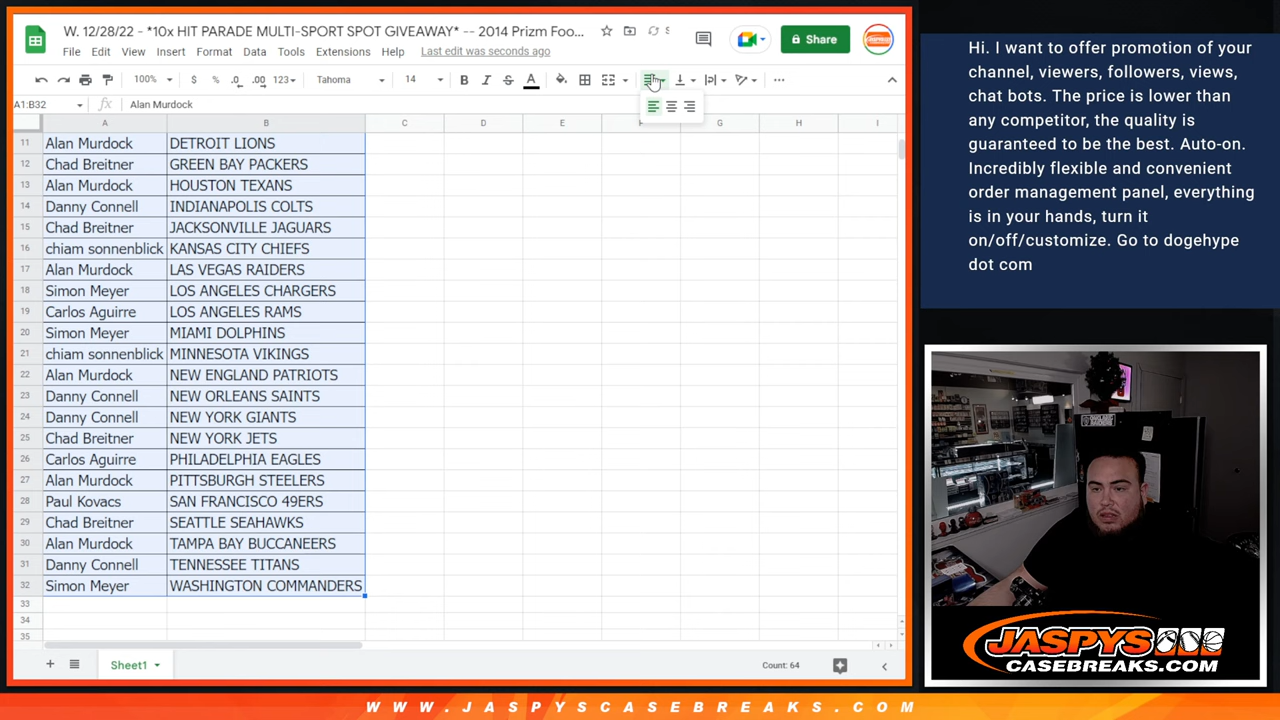 W. 12/28/22 - *10x HIT PARADE MULTI-SPORT SPOT GIVEAWAY* -- 2014 Prizm Foo...
Share
File Edit View Insert Format Data Tools Extensions Help Last edit was seconds ago
100% $ % .0 .00 123 Tahoma 14 B I S A
A1:B32 fx Alan Murdock
A B C D E F G H I
11 Alan Murdock DETROIT LIONS
12 Chad Breitner GREEN BAY PACKERS
13 Alan Murdock HOUSTON TEXANS
14 Danny Connell INDIANAPOLIS COLTS
15 Chad Breitner JACKSONVILLE JAGUARS
16 chiam sonnenblick KANSAS CITY CHIEFS
17 Alan Murdock LAS VEGAS RAIDERS
18 Simon Meyer LOS ANGELES CHARGERS
19 Carlos Aguirre LOS ANGELES RAMS
20 Simon Meyer MIAMI DOLPHINS
21 chiam sonnenblick MINNESOTA VIKINGS
22 Alan Murdock NEW ENGLAND PATRIOTS
23 Danny Connell NEW ORLEANS SAINTS
24 Danny Connell NEW YORK GIANTS
25 Chad Breitner NEW YORK JETS
26 Carlos Aguirre PHILADELPHIA EAGLES
27 Alan Murdock PITTSBURGH STEELERS
28 Paul Kovacs SAN FRANCISCO 49ERS
29 Chad Breitner SEATTLE SEAHAWKS
30 Alan Murdock TAMPA BAY BUCCANEERS
31 Danny Connell TENNESSEE TITANS
32 Simon Meyer WASHINGTON COMMANDERS
33
34
35
Sheet1
Count: 64
Hi. I want to offer promotion of your
channel, viewers, followers, views,
chat bots. The price is lower than
any competitor, the quality is
guaranteed to be the best. Auto-on.
Incredibly flexible and convenient
order management panel, everything
is in your hands, turn it
on/off/customize. Go to dogehype
dot com
JASPYS
CASEBREAKS.COM
WWW.JASPYSCASEBREAKS.COM